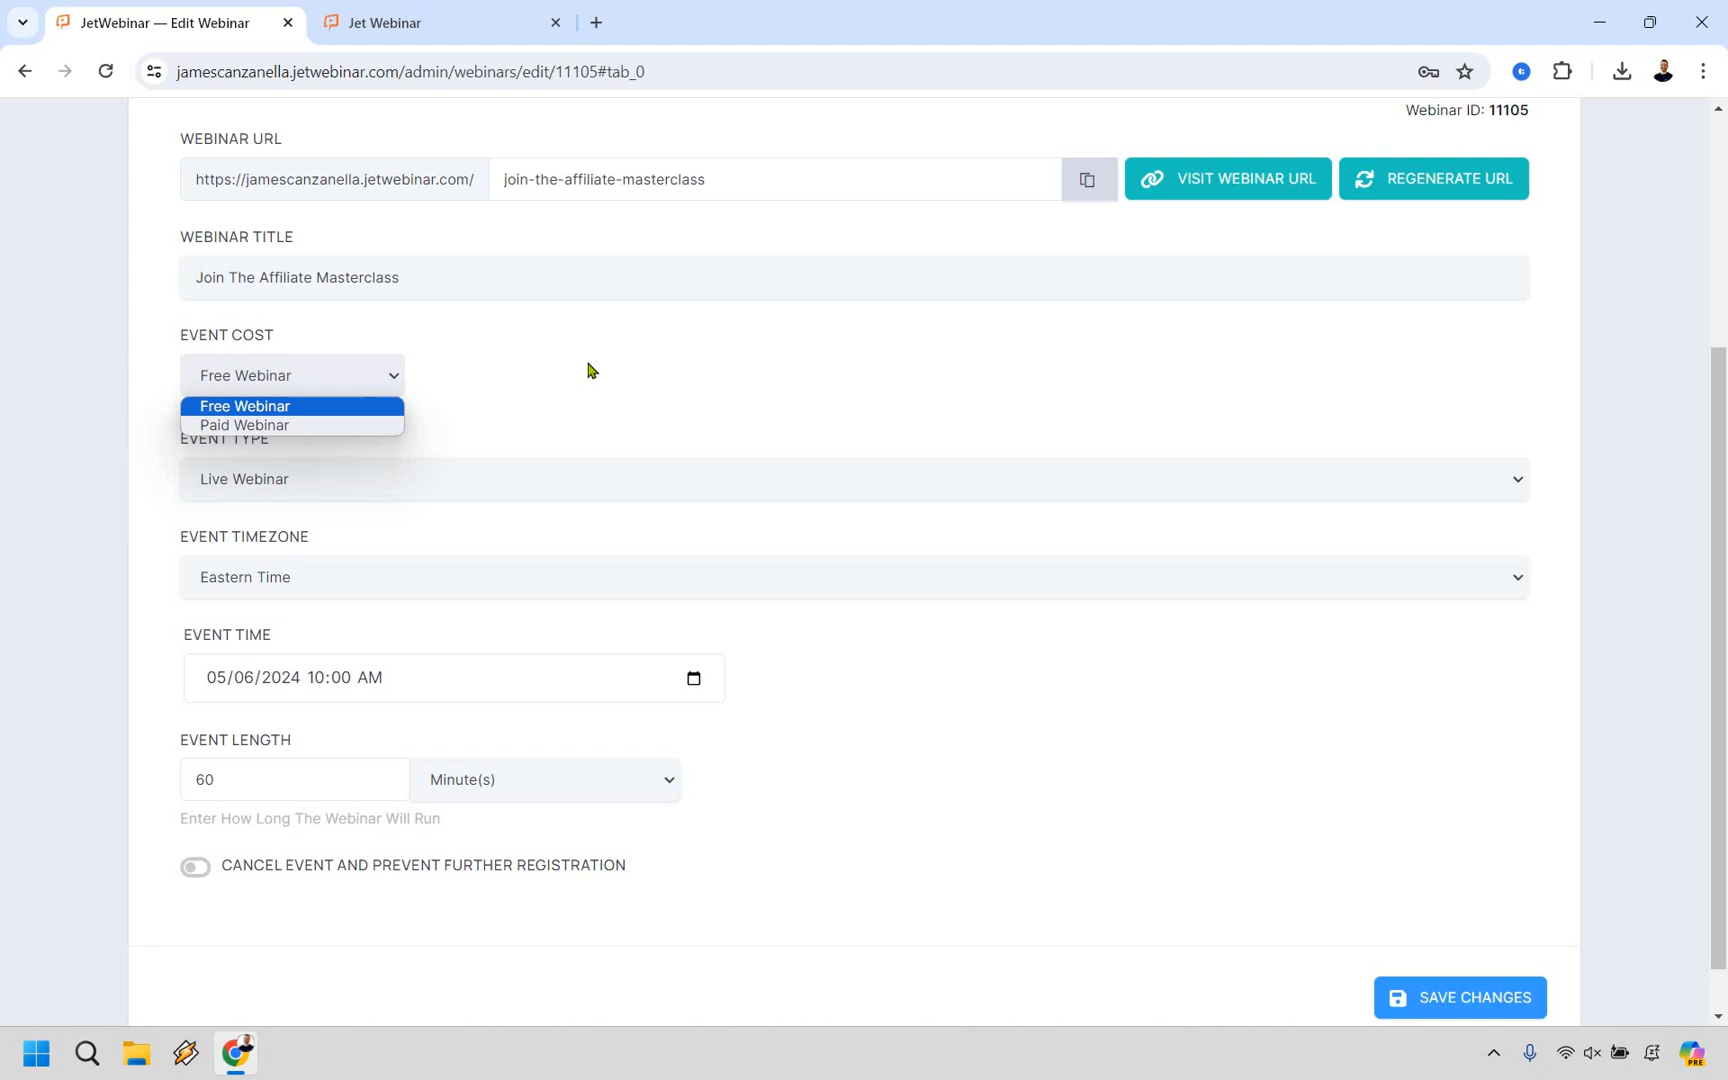 JetWebinar — Edit Webinar
Jet Webinar
jamescanzanella.jetwebinar.com/admin/webinars/edit/11105#tab_0
Webinar ID: 11105
WEBINAR URL
https://jamescanzanella.jetwebinar.com/ join-the-affiliate-masterclass
VISIT WEBINAR URL
REGENERATE URL
WEBINAR TITLE
Join The Affiliate Masterclass
EVENT COST
Free Webinar
Free Webinar
Paid Webinar
EVENT TYPE
Live Webinar
EVENT TIMEZONE
Eastern Time
EVENT TIME
05/06/2024 10:00 AM
EVENT LENGTH
60 Minute(s)
Enter How Long The Webinar Will Run
CANCEL EVENT AND PREVENT FURTHER REGISTRATION
SAVE CHANGES
PRE